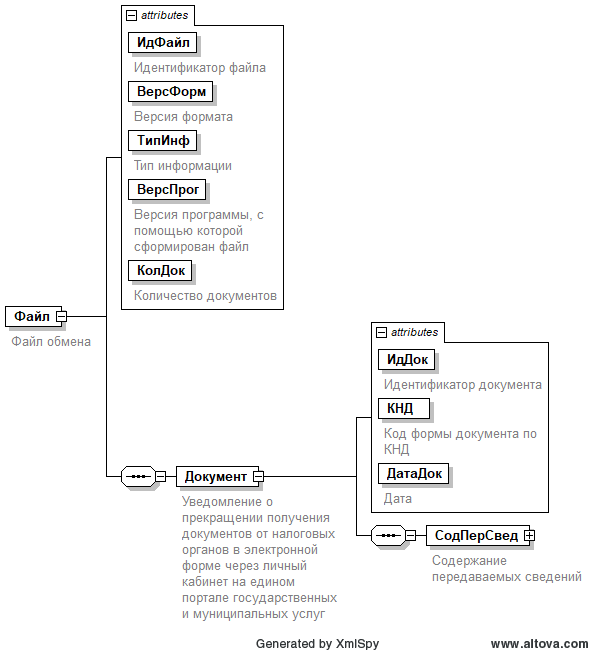 attributes
ИдФайл
Идентификатор файла
ВерсФорм
Версия формата
ТипИнф
Тип информации
ВерсПрог
Версия программы, с
помощью которой
сформирован файл
КолДок
Количество документов
Файл
Файл обмена
attributes
ИдДок
Идентификатор документа
КНД
Код формы документа по
КНД
ДатаДок
Дата
Документ
Уведомление о
прекращении получения
документов от налоговых
органов в электронной
форме через личный
кабинет на едином
портале государственных
и муниципальных услуг
СодПерСвед
Содержание
передаваемых сведений
Generated by XmlSpy
www.altova.com